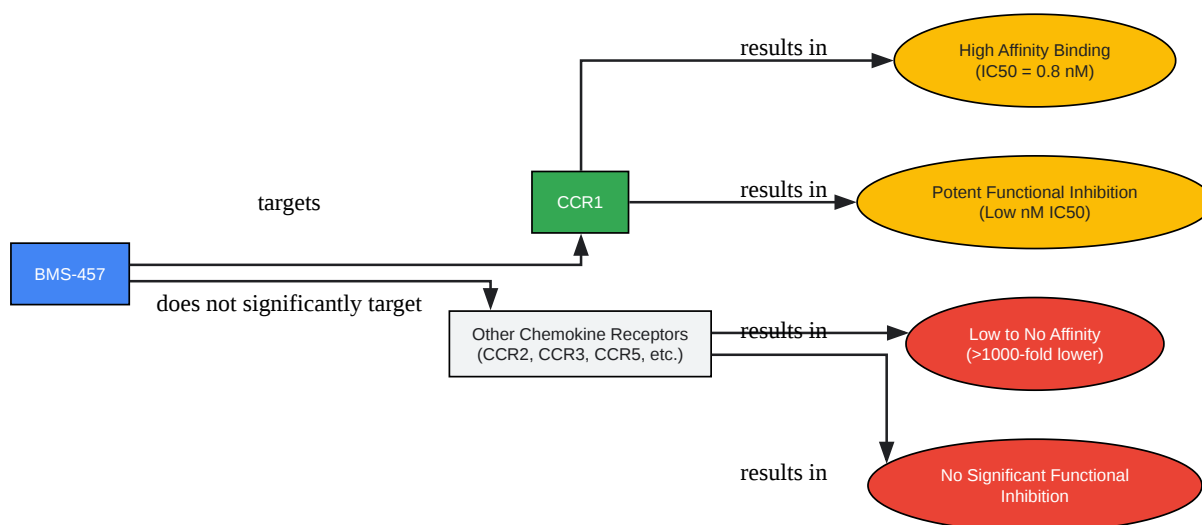 results in
High Affinity Binding
(IC50 = 0.8 nM)
CCR1
results in
Potent Functional Inhibition
(Low nM IC50)
targets
BMS-457
does not significantly target
Other Chemokine Receptors
(CCR2, CCR3, CCR5, etc.)
results in
Low to No Affinity
(>1000-fold lower)
results in
No Significant Functional
Inhibition